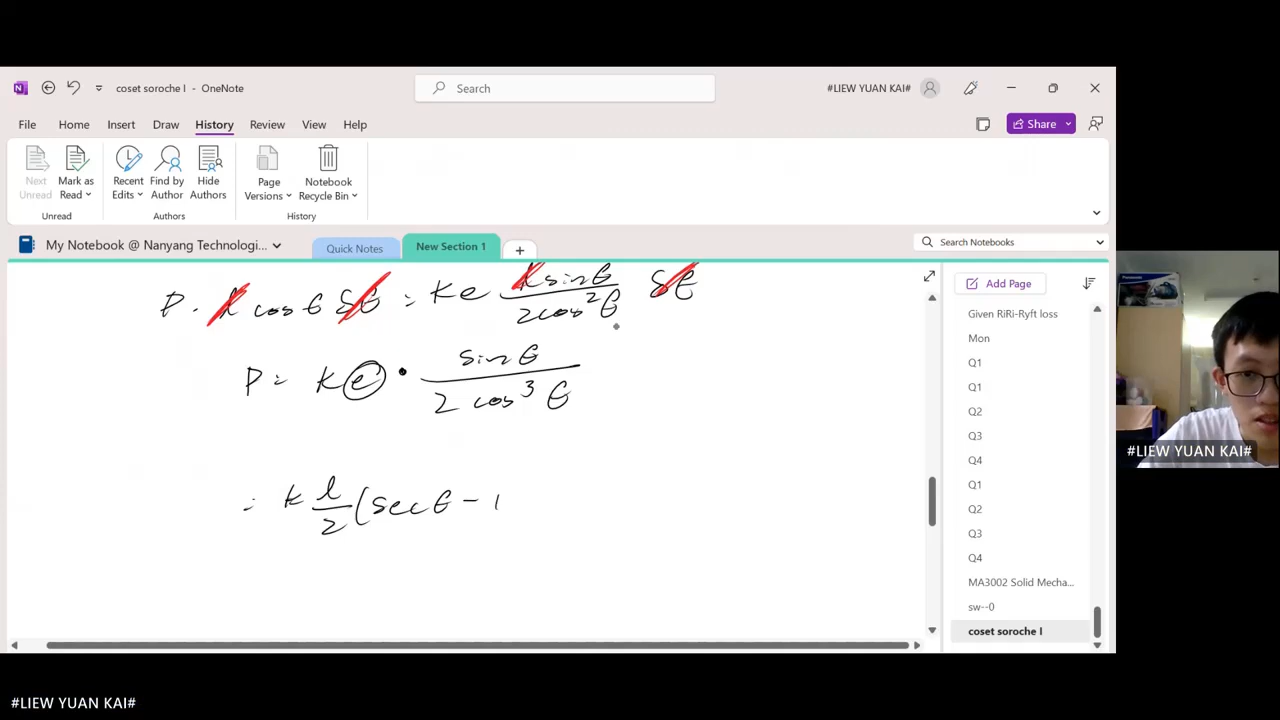 coset soroche I - OneNote
Search
#LIEW YUAN KAI#
File Home Insert Draw History Review View Help
Share
Next Unread
Mark as Read
Recent Edits
Find by Author
Hide Authors
Page Versions
Notebook Recycle Bin
Unread
Authors
History
My Notebook @ Nanyang Technologi...
Quick Notes
New Section 1
+
Search Notebooks
P · l cos θ δθ = ke l sin θ / 2cos²θ δθ
P = ke · sin θ / 2 cos³ θ
= k l/2 (sec θ - 1
Add Page
Given RiRi-Ryft loss
Mon
Q1
Q1
Q2
Q3
Q4
Q1
Q2
Q3
Q4
MA3002 Solid Mecha...
sw--0
coset soroche I
#LIEW YUAN KAI#
#LIEW YUAN KAI#